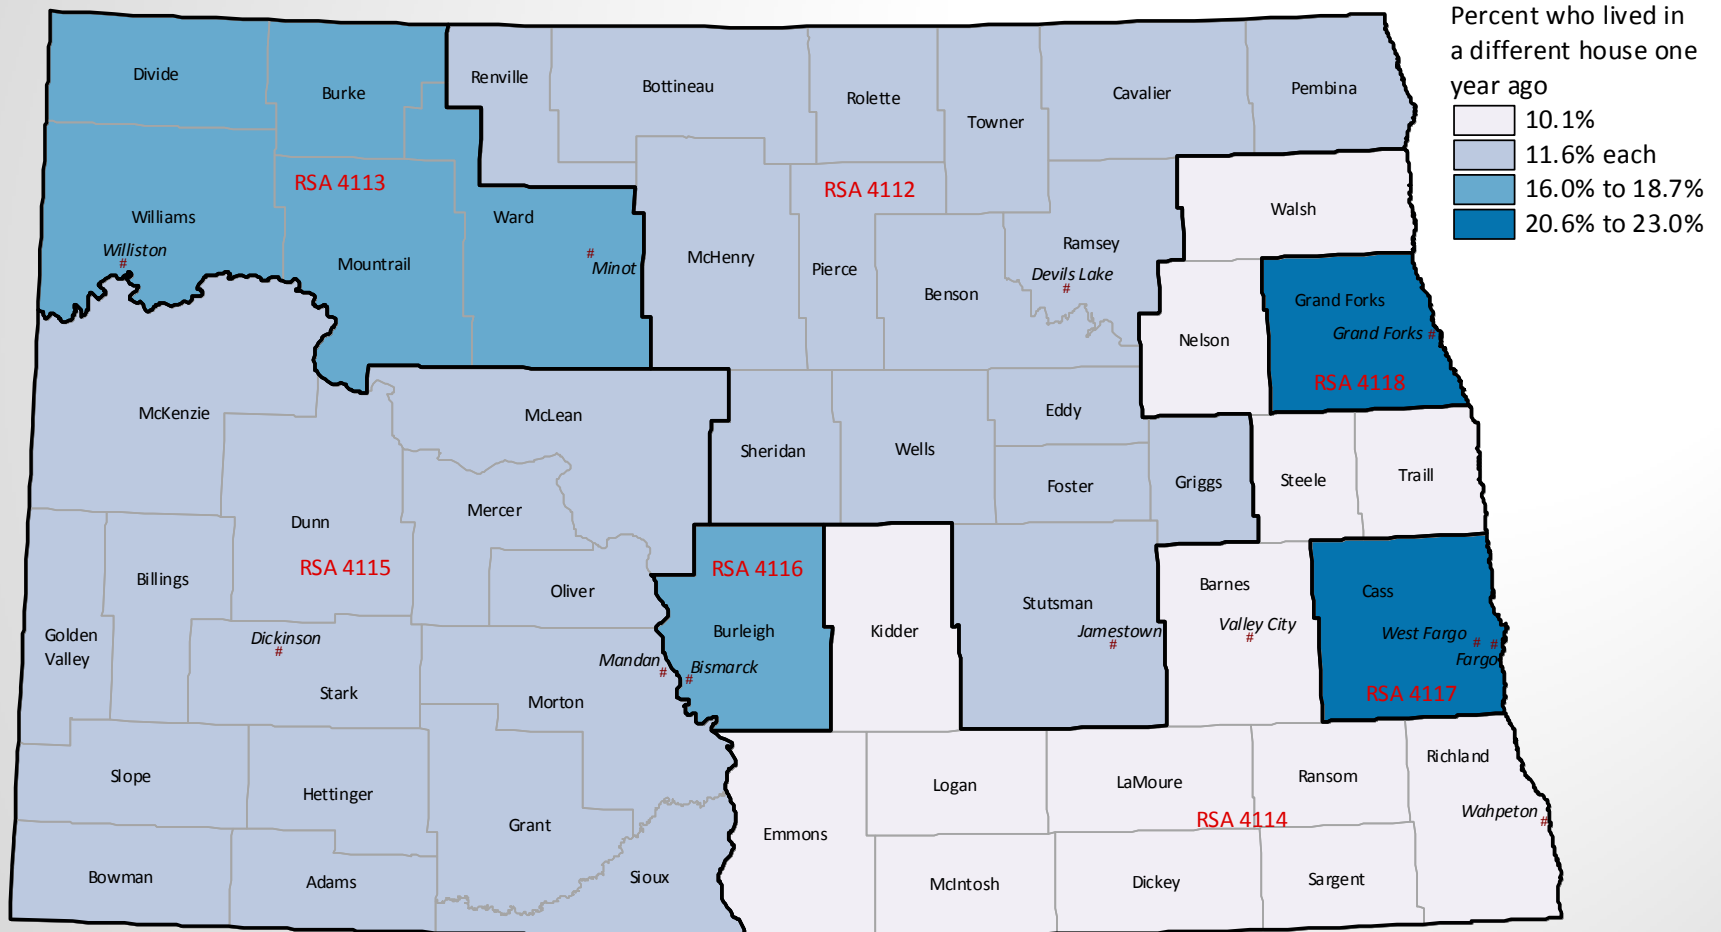 Percent who lived in
a different house one
year ago
10.1%
11.6% each
16.0% to 18.7%
20.6% to 23.0%
Divide
Burke
Renville
Bottineau
Rolette
Towner
Cavalier
Pembina
RSA 4113
RSA 4112
Williams
Ward
Walsh
Williston
#
Mountrail
#
Minot
McHenry
Pierce
Benson
Ramsey
Devils Lake
#
Nelson
Grand Forks
Grand Forks #
RSA 4118
McKenzie
McLean
Sheridan
Wells
Eddy
Foster
Griggs
Steele
Traill
Dunn
Mercer
RSA 4115
Billings
Oliver
RSA 4116
Golden
Valley
Dickinson
#
Stark
Mandan
#
Burleigh
Bismarck
#
Kidder
Stutsman
Jamestown
#
Barnes
Valley City
#
Cass
West Fargo #
#
Fargo
RSA 4117
Morton
Slope
Hettinger
Grant
Bowman
Adams
Sioux
Emmons
Logan
LaMoure
Ransom
Richland
RSA 4114
Wahpeton
#
McIntosh
Dickey
Sargent